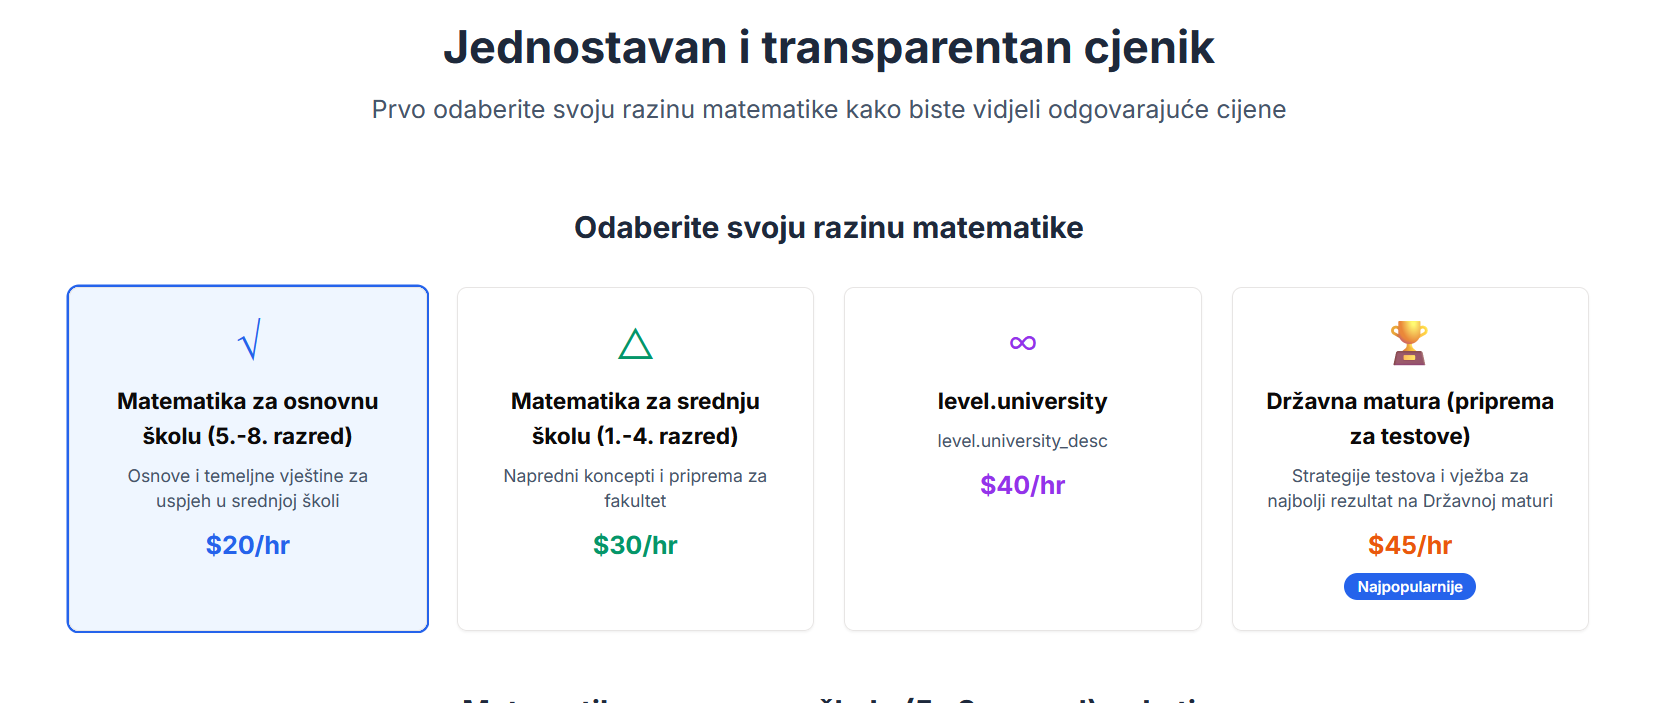 Jednostavan i transparentan cjenik
Prvo odaberite svoju razinu matematike kako biste vidjeli odgovarajuće cijene
Odaberite svoju razinu matematike
√
Matematika za osnovnu
školu (5.-8. razred)
Osnove i temeljne vještine za
uspjeh u srednjoj školi
$20/hr
△
Matematika za srednju
školu (1.-4. razred)
Napredni koncepti i priprema za
fakultet
$30/hr
∞
level.university
level.university_desc
$40/hr
Državna matura (priprema
za testove)
Strategije testova i vježba za
najbolji rezultat na Državnoj maturi
$45/hr
Najpopularnije